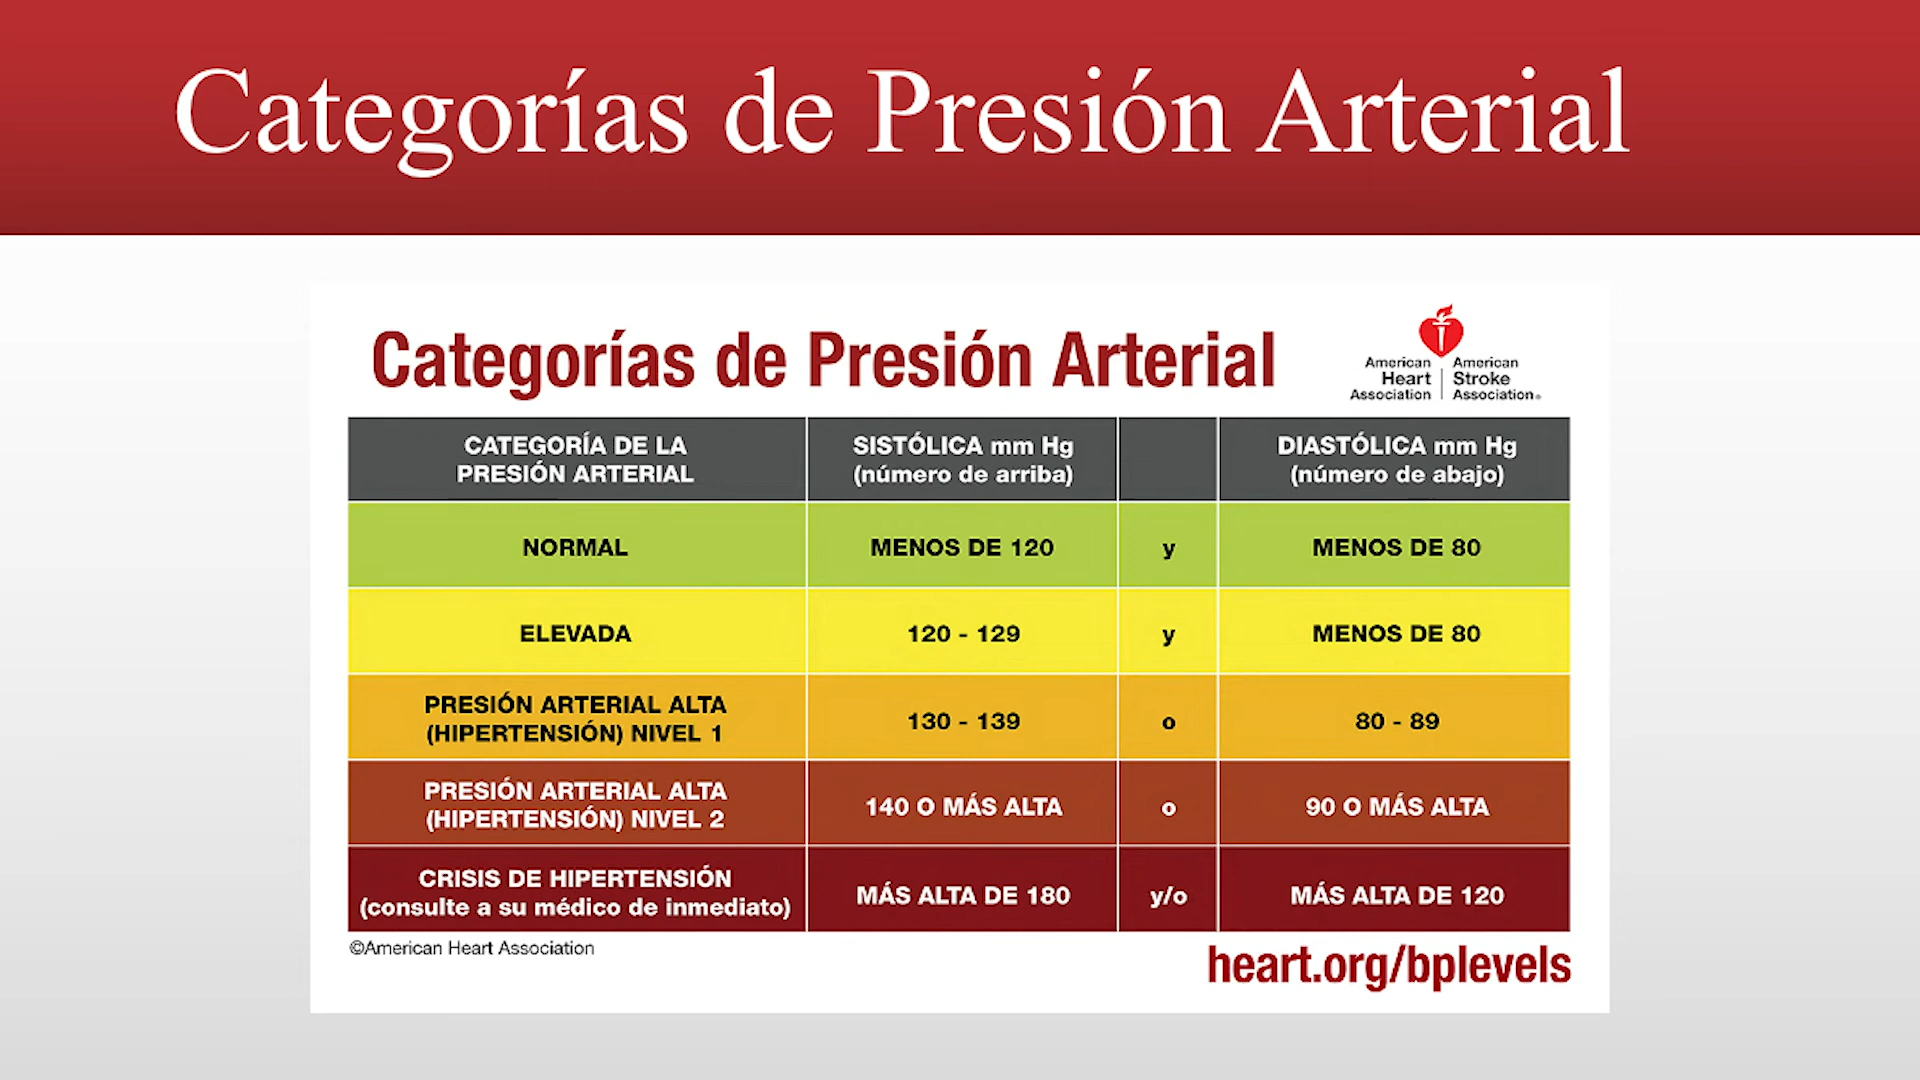 Categorías de Presión Arterial
Categorías de Presión Arterial
American Heart Association
American Stroke Association®
CATEGORÍA DE LA PRESIÓN ARTERIAL
SISTÓLICA mm Hg (número de arriba)
DIASTÓLICA mm Hg (número de abajo)
NORMAL
MENOS DE 120
y
MENOS DE 80
ELEVADA
120 - 129
y
MENOS DE 80
PRESIÓN ARTERIAL ALTA (HIPERTENSIÓN) NIVEL 1
130 - 139
o
80 - 89
PRESIÓN ARTERIAL ALTA (HIPERTENSIÓN) NIVEL 2
140 O MÁS ALTA
o
90 O MÁS ALTA
CRISIS DE HIPERTENSIÓN (consulte a su médico de inmediato)
MÁS ALTA DE 180
y/o
MÁS ALTA DE 120
©American Heart Association
heart.org/bplevels